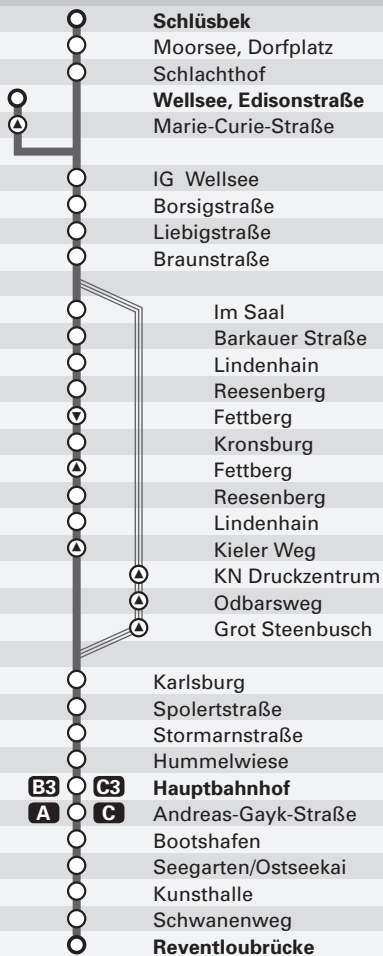 Schlüsbek
Moorsee, Dorfplatz
Schlachthof
Wellsee, Edisonstraße
Marie-Curie-Straße
IG Wellsee
Borsigstraße
Liebigstraße
Braunstraße
Im Saal
Barkauer Straße
Lindenhain
Reesenberg
Fettberg
Kronsburg
Fettberg
Reesenberg
Lindenhain
Kieler Weg
KN Druckzentrum
Odbarsweg
Grot Steenbusch
Karlsburg
Spolertstraße
Stormarnstraße
Hummelwiese
B3 C3 Hauptbahnhof
A C Andreas-Gayk-Straße
Bootshafen
Seegarten/Ostseekai
Kunsthalle
Schwanenweg
Reventloubrücke